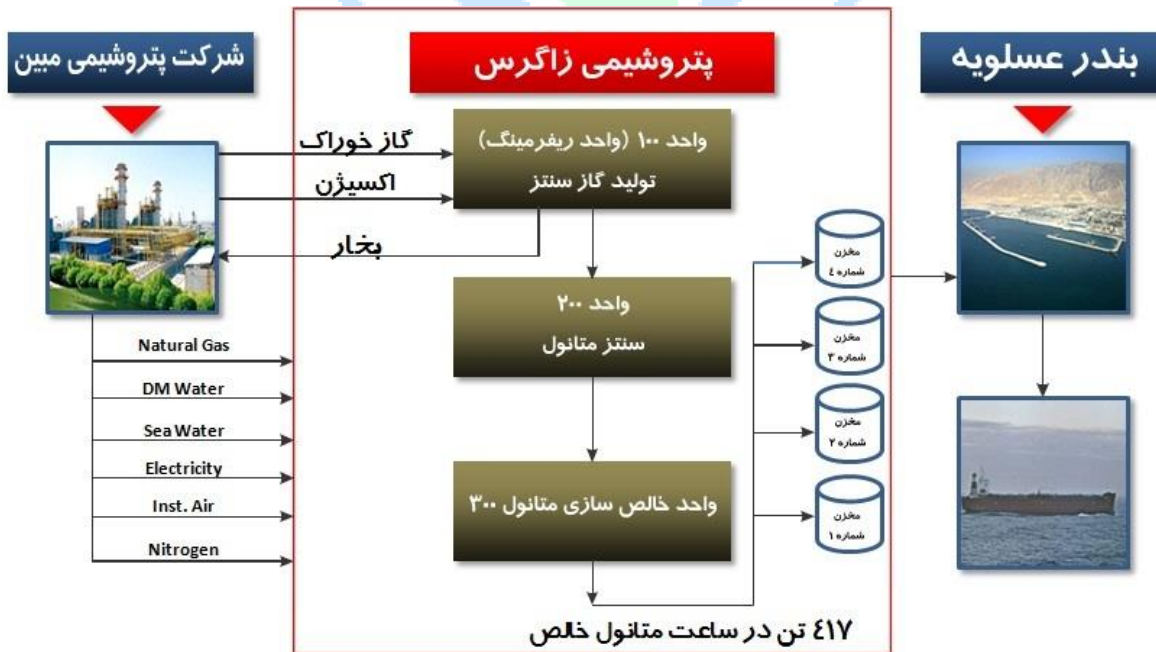 شرکت پتروشیمی مبین
پتروشیمی زاگرس
بندر عسلویه
گاز خوراک
اکسیژن
بخار
واحد ۱۰۰ (واحد ریفرمینگ)
تولید گاز سنتز
واحد ۲۰۰
سنتز متانول
واحد خالص سازی متانول ۳۰۰
مخزن
شماره ٤
مخزن
شماره ۳
مخزن
شماره ۲
مخزن
شماره ۱
Natural Gas
DM Water
Sea Water
Electricity
Inst. Air
Nitrogen
٤۱۷ تن در ساعت متانول خالص